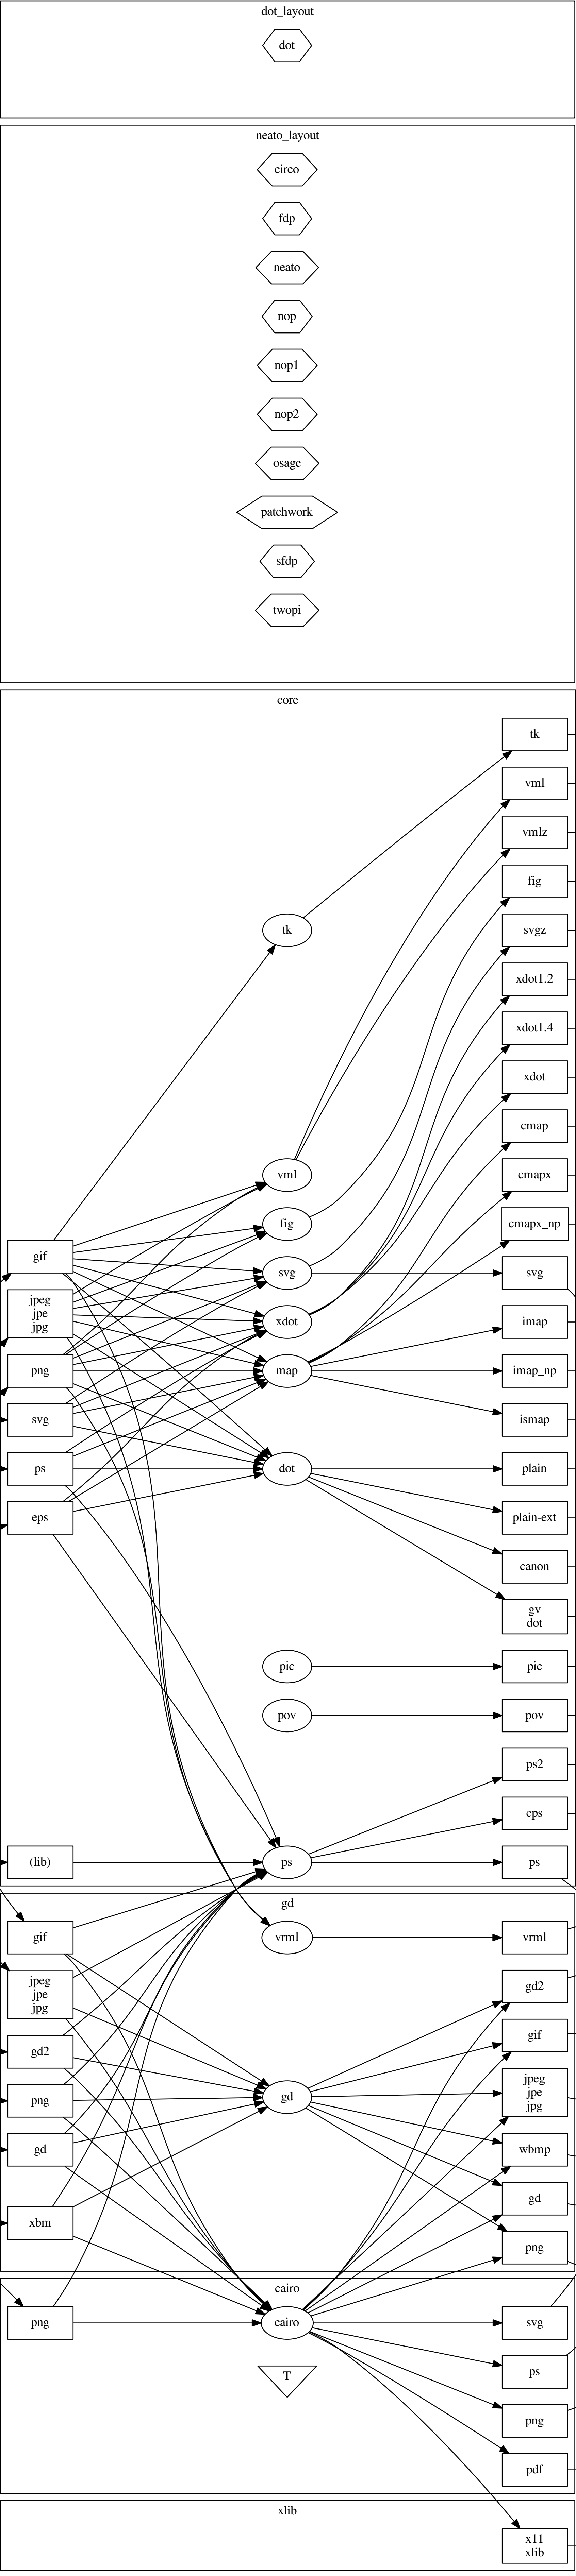 dot_layout
dot
neato_layout
circo
fdp
neato
nop
nop1
nop2
osage
patchwork
sfdp
twopi
core
tk
vml
vmlz
fig
tk
svgz
xdot1.2
xdot1.4
xdot
cmap
vml
cmapx
fig
cmapx_np
gif
svg
svg
jpeg
jpe
jpg
xdot
imap
png
map
imap_np
svg
ismap
ps
dot
plain
eps
plain-ext
canon
gv
dot
pic
pic
pov
pov
ps2
eps
(lib)
ps
ps
gd
gif
vrml
vrml
jpeg
jpe
jpg
gd2
gd2
gif
png
gd
jpeg
jpe
jpg
gd
wbmp
gd
xbm
png
cairo
png
cairo
svg
T
ps
png
pdf
xlib
x11
xlib